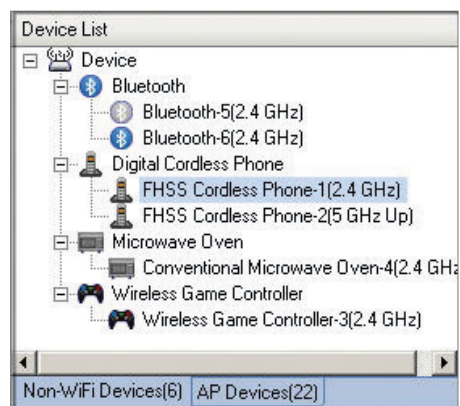 Device List
Device
Bluetooth
Bluetooth-5(2.4 GHz)
Bluetooth-6(2.4 GHz)
Digital Cordless Phone
FHSS Cordless Phone-1(2.4 GHz)
FHSS Cordless Phone-2(5 GHz Up)
Microwave Oven
Conventional Microwave Oven-4(2.4 GHz
Wireless Game Controller
Wireless Game Controller-3(2.4 GHz)
Non-WiFi Devices(6) AP Devices(22)